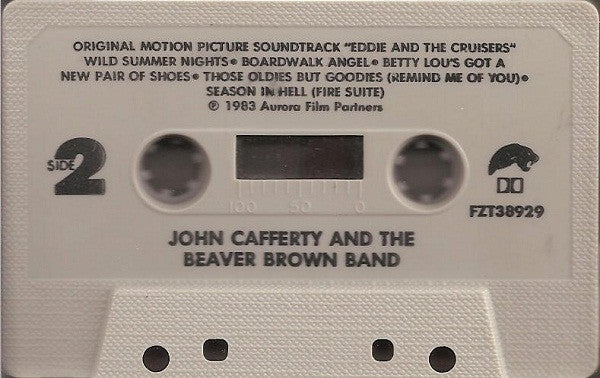 ORIGINAL MOTION PICTURE SOUNDTRACK "EDDIE AND THE CRUISERS"
WILD SUMMER NIGHTS • BOARDWALK ANGEL • BETTY LOU'S GOT A
NEW PAIR OF SHOES • THOSE OLDIES BUT GOODIES (REMIND ME OF YOU) •
SEASON IN HELL (FIRE SUITE)
℗ 1983 Aurora Film Partners
SIDE 2
100 50 0
FZT38929
JOHN CAFFERTY AND THE
BEAVER BROWN BAND